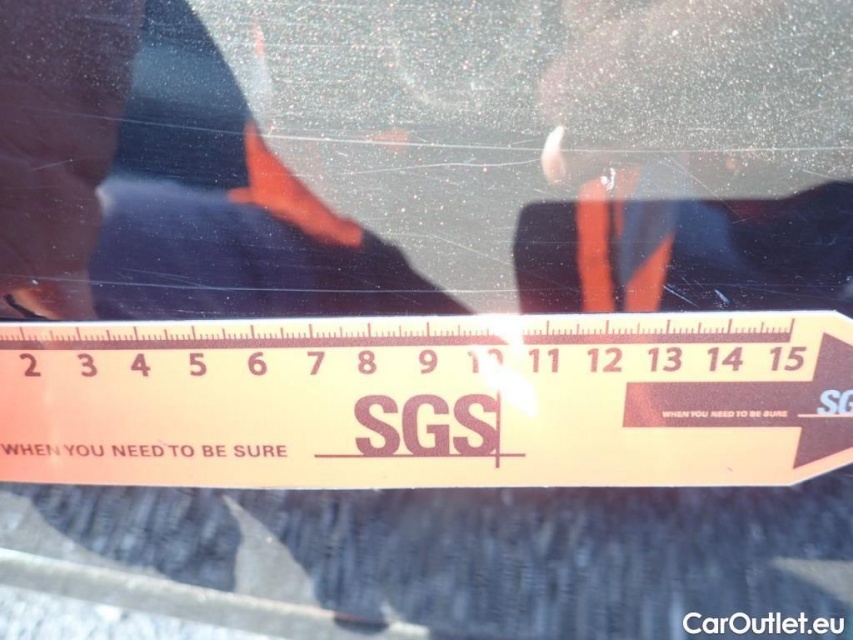 2 3 4 5 6 7 8 9 10 11 12 13 14 15
SGS
WHEN YOU NEED TO BE SURE
WHEN YOU NEED TO BE SURE
SG
CarOutlet.eu